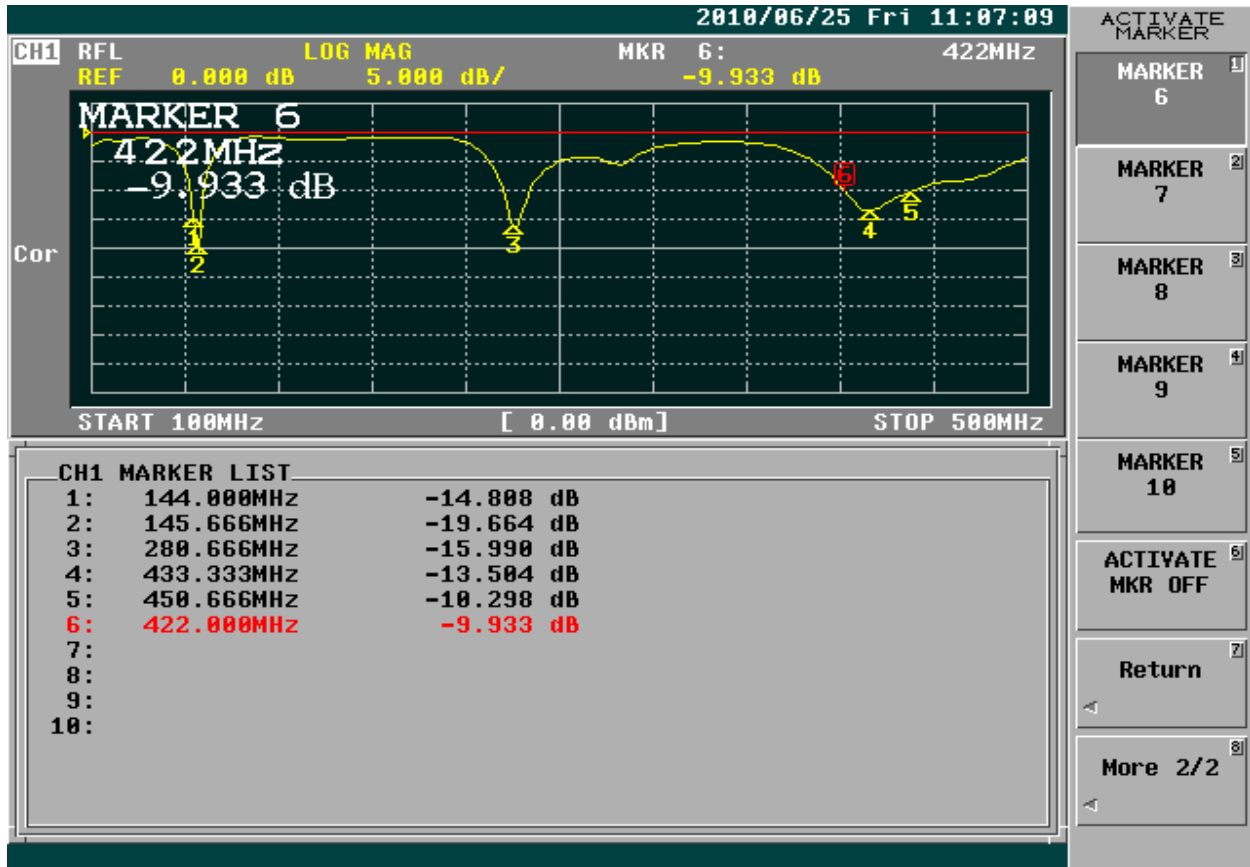 2010/06/25 Fri 11:07:09
CH1 RFL LOG MAG MKR 6: 422MHz
REF 0.000 dB 5.000 dB/ -9.933 dB
MARKER 6
422MHz
-9.933 dB
6
5
4
1
3
Cor
2
START 100MHz [ 0.00 dBm] STOP 500MHz
CH1 MARKER LIST
1: 144.000MHz -14.808 dB
2: 145.666MHz -19.664 dB
3: 280.666MHz -15.990 dB
4: 433.333MHz -13.504 dB
5: 450.666MHz -10.298 dB
6: 422.000MHz -9.933 dB
7:
8:
9:
10:
ACTIVATE
MARKER
MARKER 1
6
MARKER 2
7
MARKER 3
8
MARKER 4
9
MARKER 5
10
ACTIVATE 6
MKR OFF
7
Return
8
More 2/2